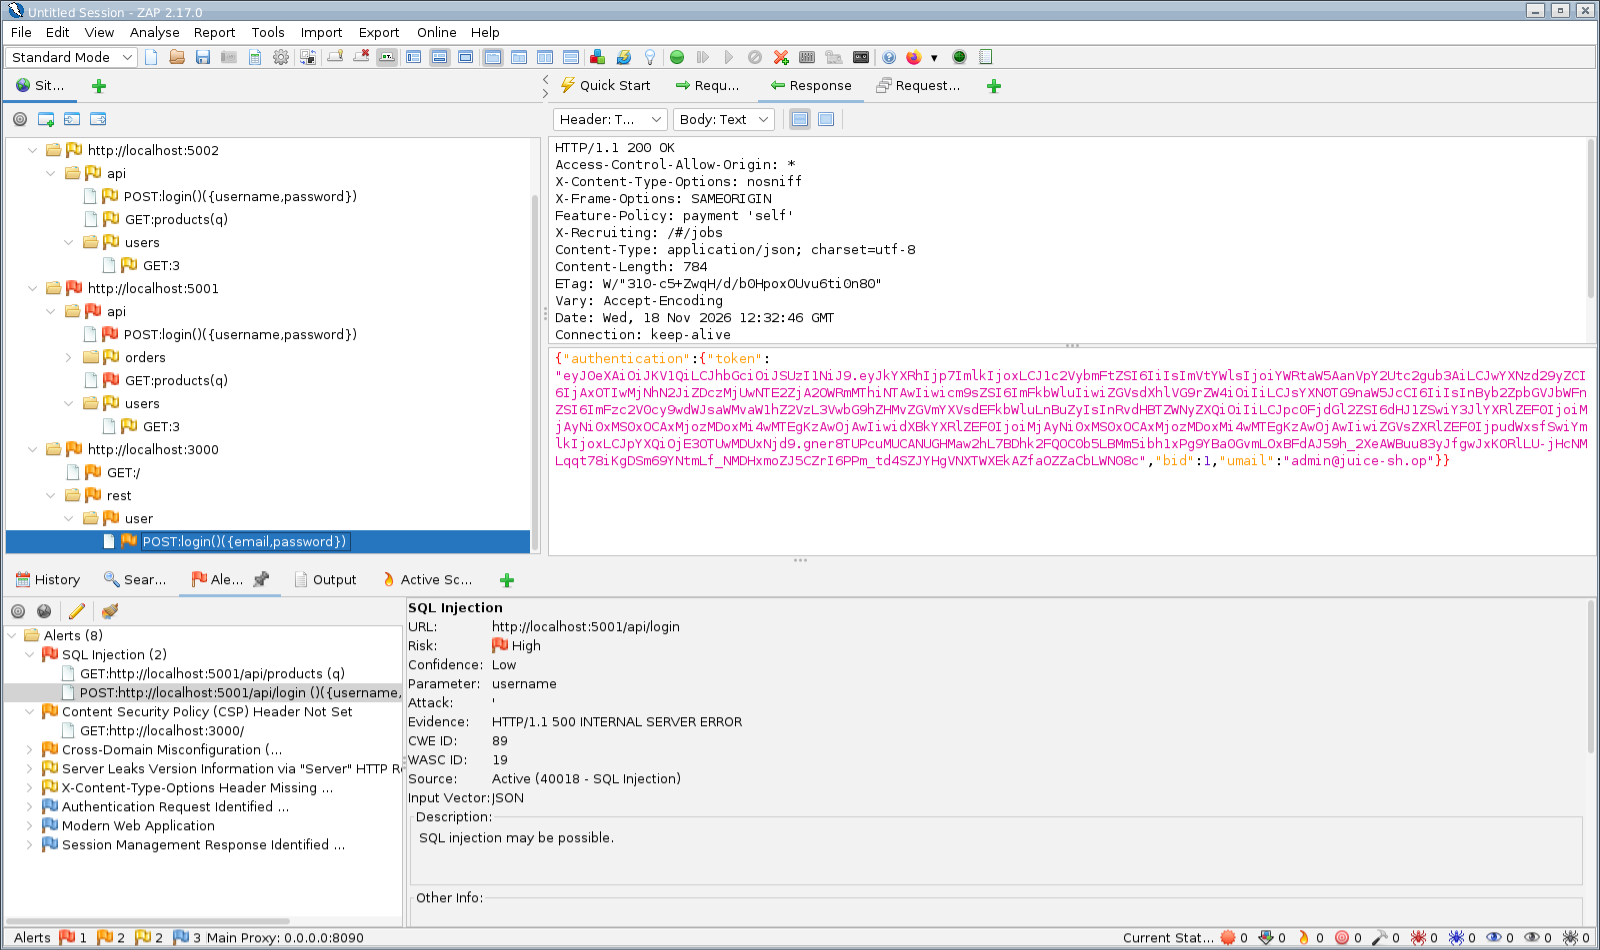 Untitled Session - ZAP 2.17.0
File Edit View Analyse Report Tools Import Export Online Help
Standard Mode
Sit...
Quick Start
Requ...
Response
Request...
Header: T...
Body: Text
http://localhost:5002
api
POST:login()({username,password})
GET:products(q)
users
GET:3
http://localhost:5001
api
POST:login()({username,password})
orders
GET:products(q)
users
GET:3
http://localhost:3000
GET:/
rest
user
POST:login()({email,password})
HTTP/1.1 200 OK
Access-Control-Allow-Origin: *
X-Content-Type-Options: nosniff
X-Frame-Options: SAMEORIGIN
Feature-Policy: payment 'self'
X-Recruiting: /#/jobs
Content-Type: application/json; charset=utf-8
Content-Length: 784
ETag: W/"310-c5+ZwqH/d/bOHpoxOUvu6tiOn80"
Vary: Accept-Encoding
Date: Wed, 18 Nov 2026 12:32:46 GMT
Connection: keep-alive
{"authentication":{"token":
","bid":1,"umail":"admin@juice-sh.op"}}
History
Sear...
Ale...
Output
Active Sc...
Alerts (8)
SQL Injection (2)
GET:http://localhost:5001/api/products (q)
POST:http://localhost:5001/api/login ()({username,
Content Security Policy (CSP) Header Not Set
GET:http://localhost:3000/
Cross-Domain Misconfiguration (...
Server Leaks Version Information via "Server" HTTP R
X-Content-Type-Options Header Missing ...
Authentication Request Identified ...
Modern Web Application
Session Management Response Identified ...
SQL Injection
URL: http://localhost:5001/api/login
Risk: High
Confidence: Low
Parameter: username
Attack: '
Evidence: HTTP/1.1 500 INTERNAL SERVER ERROR
CWE ID: 89
WASC ID: 19
Source: Active (40018 - SQL Injection)
Input Vector: JSON
Description:
SQL injection may be possible.
Other Info:
Alerts 1 2 2 3 Main Proxy: 0.0.0.0:8090
Current Stat... 0 0 0 0 0 0 0 0 0 0